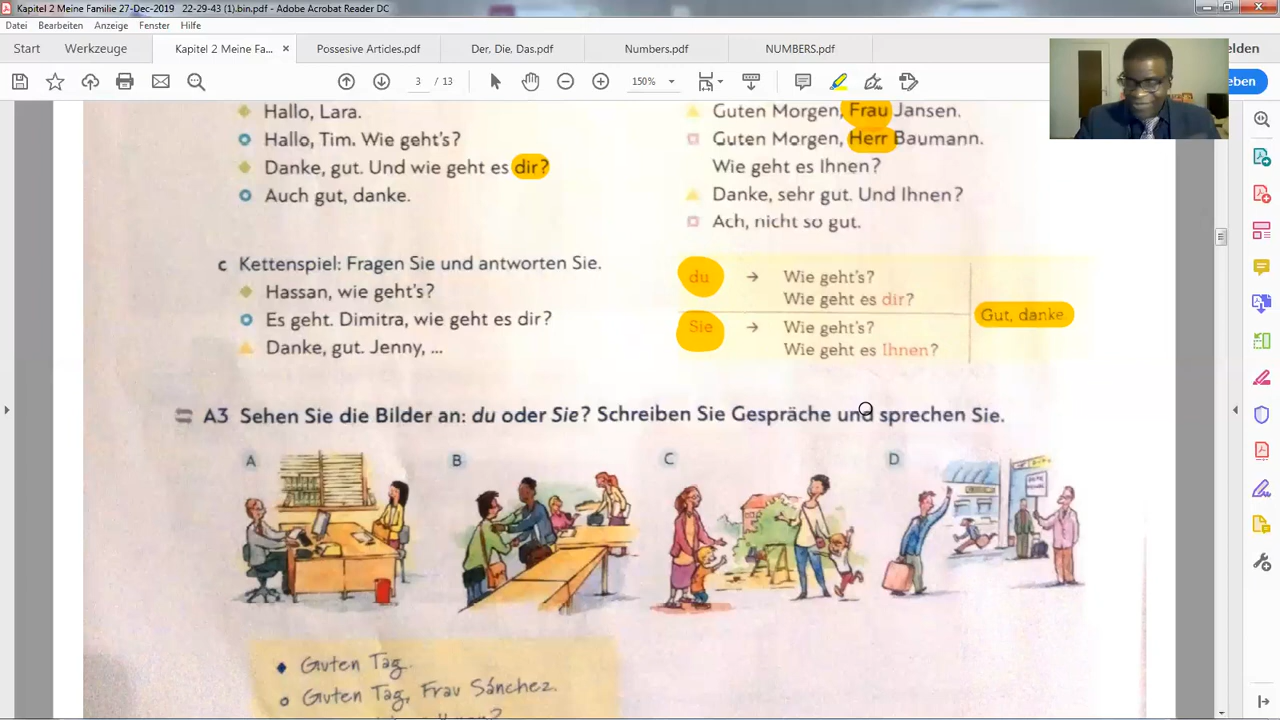 Kapitel 2 Meine Familie 27-Dec-2019 22-29-43 (1).bin.pdf - Adobe Acrobat Reader DC
Datei Bearbeiten Anzeige Fenster Hilfe
Start Werkzeuge Kapitel 2 Meine Fa... × Possesive Articles.pdf Der. Die. Das.pdf Numbers.pdf NUMBERS.pdf elden
3 / 13 150% eben
Hallo, Lara.
Hallo, Tim. Wie geht's?
Danke, gut. Und wie geht es dir?
Auch gut, danke.
Guten Morgen, Frau Jansen.
Guten Morgen, Herr Baumann.
Wie geht es Ihnen?
Danke, sehr gut. Und Ihnen?
Ach, nicht so gut.
c Kettenspiel: Fragen Sie und antworten Sie.
Hassan, wie geht's?
Es geht. Dimitra, wie geht es dir?
Danke, gut. Jenny, ...
du → Wie geht's?
Wie geht es dir?
Sie → Wie geht's?
Wie geht es Ihnen?
Gut, danke
A3 Sehen Sie die Bilder an: du oder Sie? Schreiben Sie Gespräche und sprechen Sie.
A B C D
Guten Tag.
Guten Tag, Frau Sánchez.